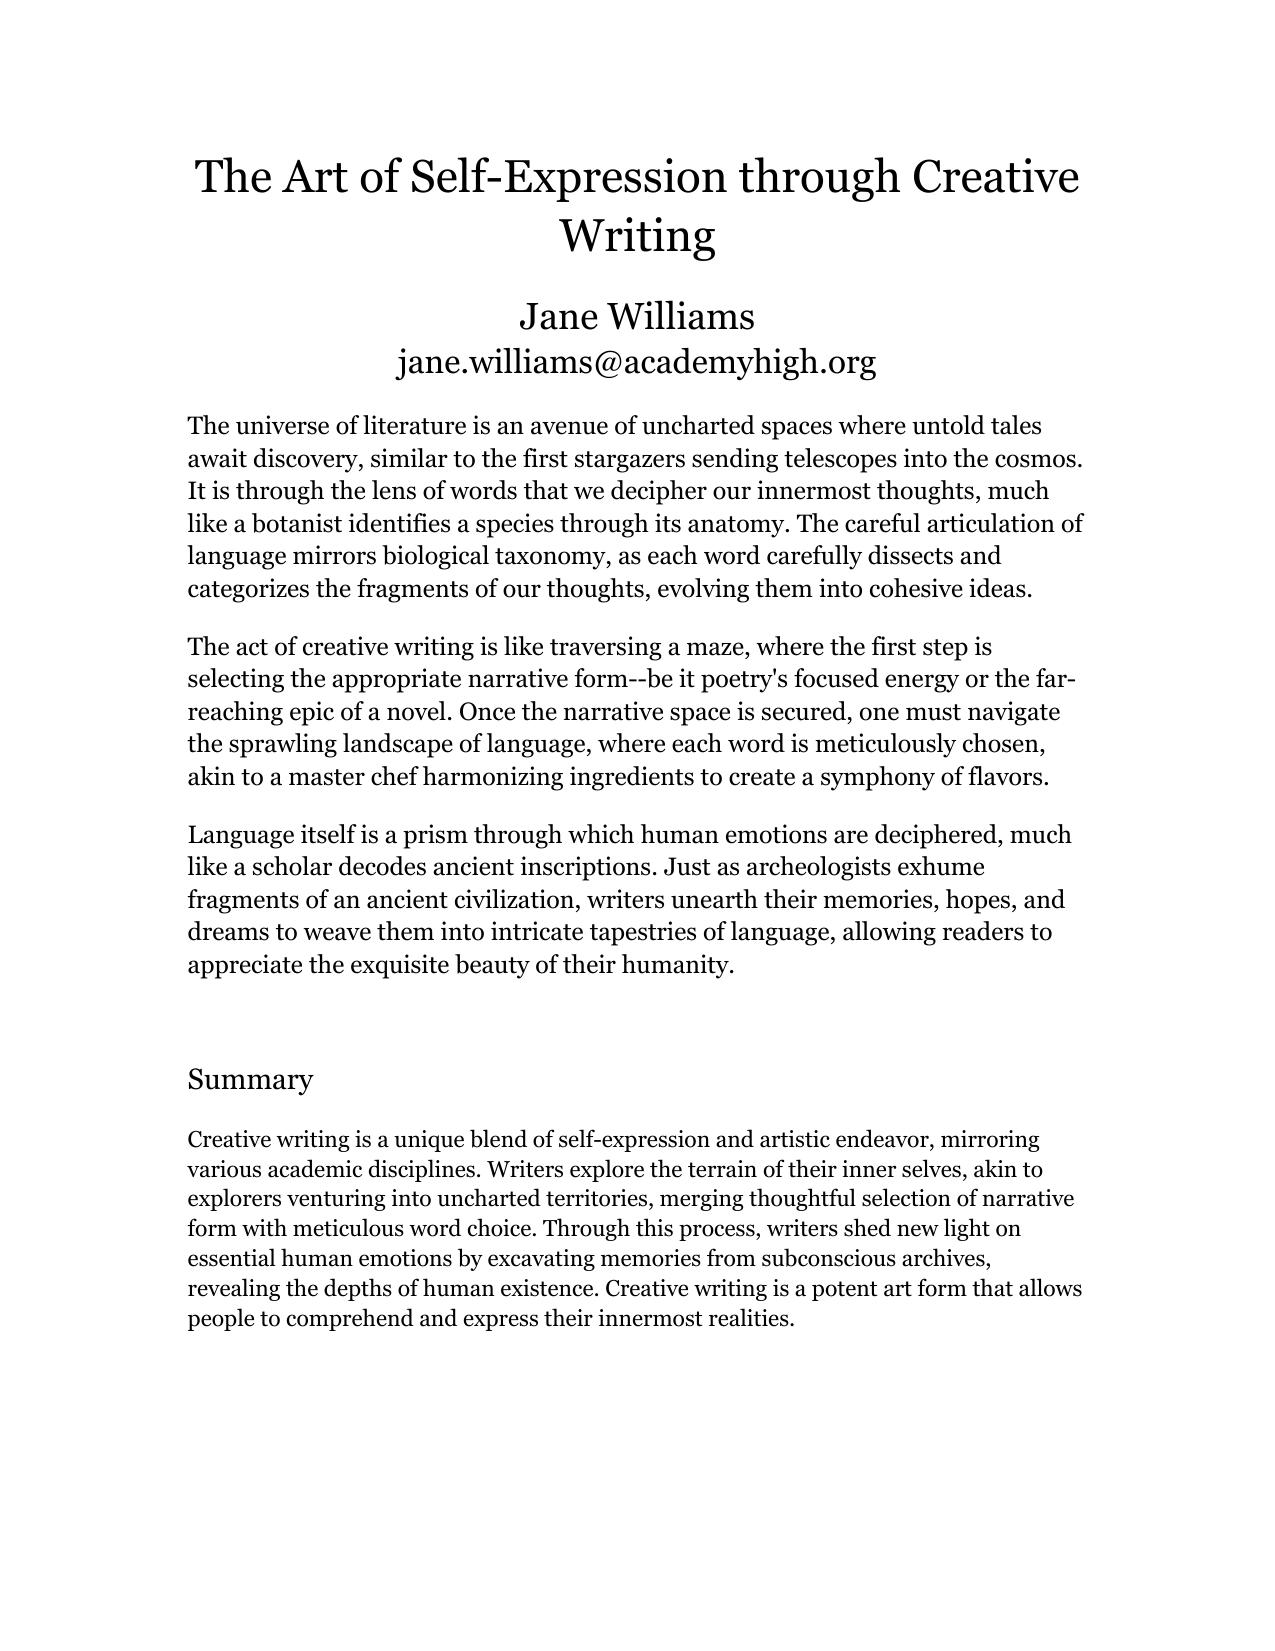 The Art of Self-Expression through Creative
Writing
Jane Williams
jane.williams@academyhigh.org
The universe of literature is an avenue of uncharted spaces where untold tales
await discovery, similar to the first stargazers sending telescopes into the cosmos.
It is through the lens of words that we decipher our innermost thoughts, much
like a botanist identifies a species through its anatomy. The careful articulation of
language mirrors biological taxonomy, as each word carefully dissects and
categorizes the fragments of our thoughts, evolving them into cohesive ideas.
The act of creative writing is like traversing a maze, where the first step is
selecting the appropriate narrative form--be it poetry's focused energy or the far-
reaching epic of a novel. Once the narrative space is secured, one must navigate
the sprawling landscape of language, where each word is meticulously chosen,
akin to a master chef harmonizing ingredients to create a symphony of flavors.
Language itself is a prism through which human emotions are deciphered, much
like a scholar decodes ancient inscriptions. Just as archeologists exhume
fragments of an ancient civilization, writers unearth their memories, hopes, and
dreams to weave them into intricate tapestries of language, allowing readers to
appreciate the exquisite beauty of their humanity.
Summary
Creative writing is a unique blend of self-expression and artistic endeavor, mirroring
various academic disciplines. Writers explore the terrain of their inner selves, akin to
explorers venturing into uncharted territories, merging thoughtful selection of narrative
form with meticulous word choice. Through this process, writers shed new light on
essential human emotions by excavating memories from subconscious archives,
revealing the depths of human existence. Creative writing is a potent art form that allows
people to comprehend and express their innermost realities.